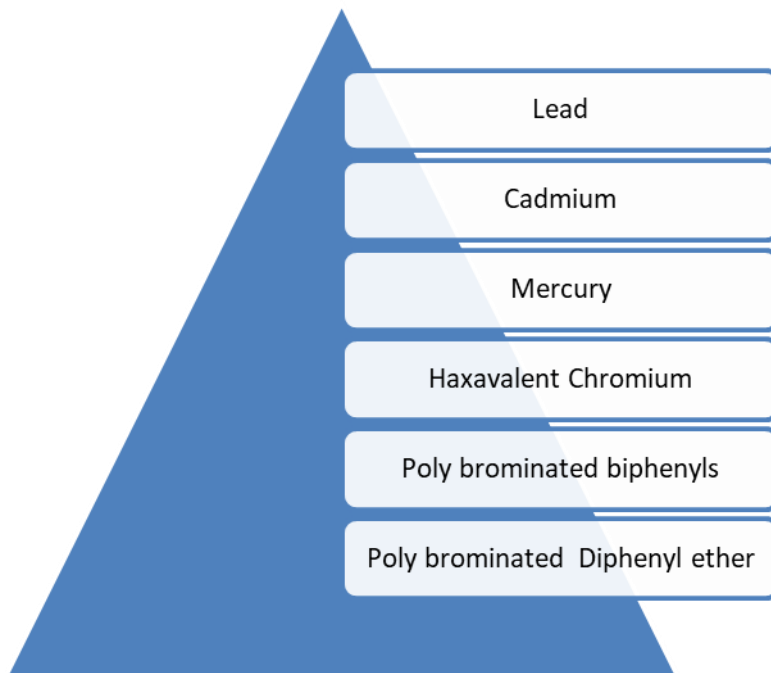 Lead
Cadmium
Mercury
Haxavalent Chromium
Poly brominated biphenyls
Poly brominated  Diphenyl ether